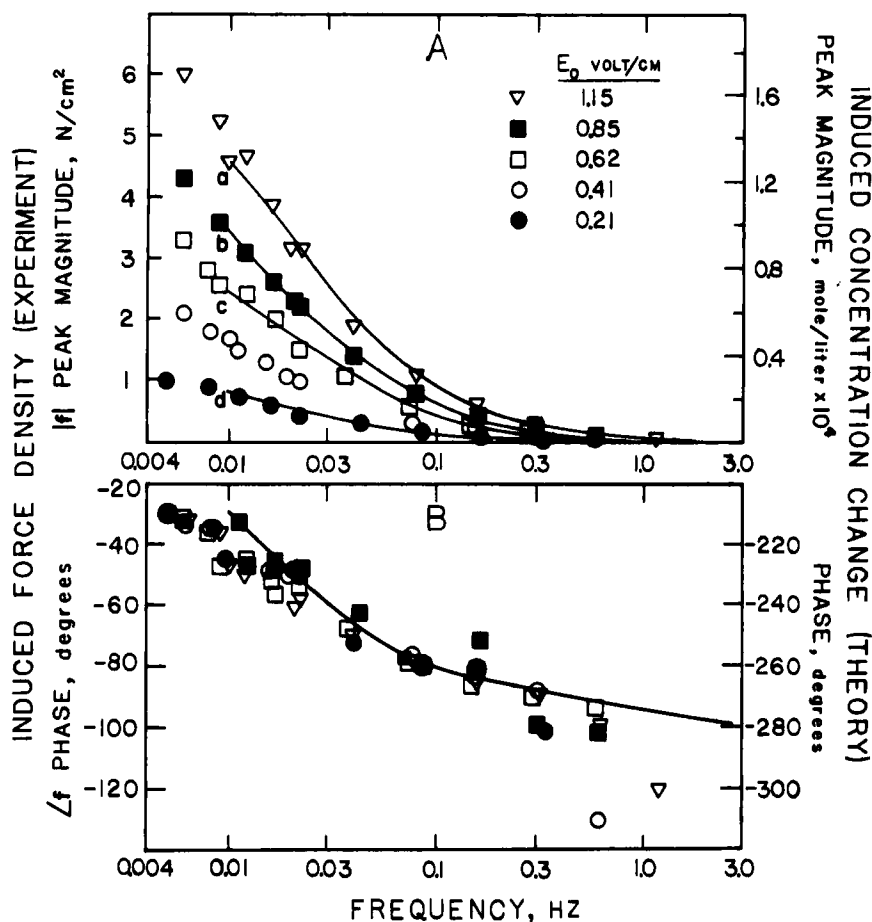 A
INDUCED FORCE DENSITY (EXPERIMENT)
|f| PEAK MAGNITUDE, N/cm²
6
5
4
3
2
1
E₀ VOLT/CM
1.15
0.85
0.62
0.41
0.21
a
b
c
d
1.6
1.2
0.8
0.4
PEAK MAGNITUDE, mole/liter x 10⁴
INDUCED CONCENTRATION CHANGE (THEORY)
0.004 0.01 0.03 0.1 0.3 1.0 3.0
B
∠f PHASE, degrees
-20
-40
-60
-80
-100
-120
-220
-240
-260
-280
-300
PHASE, degrees
0.004 0.01 0.03 0.1 0.3 1.0 3.0
FREQUENCY, HZ